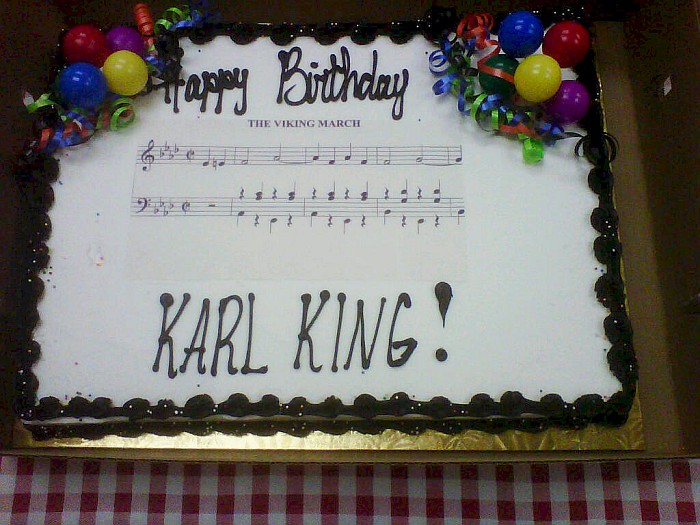 Happy Birthday
THE VIKING MARCH
KARL KING!